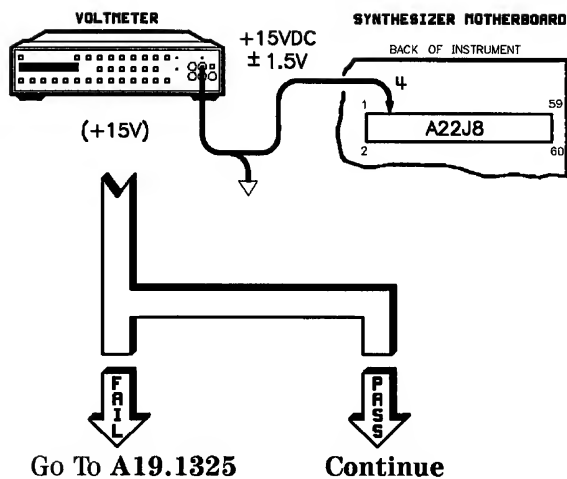 VOLTMETER
SYNTHESIZER MOTHERBOARD
+15VDC
± 1.5V
BACK OF INSTRUMENT
4
1
59
A22J8
2
60
(+15V)
FAIL
PASS
Go To A19.1325
Continue